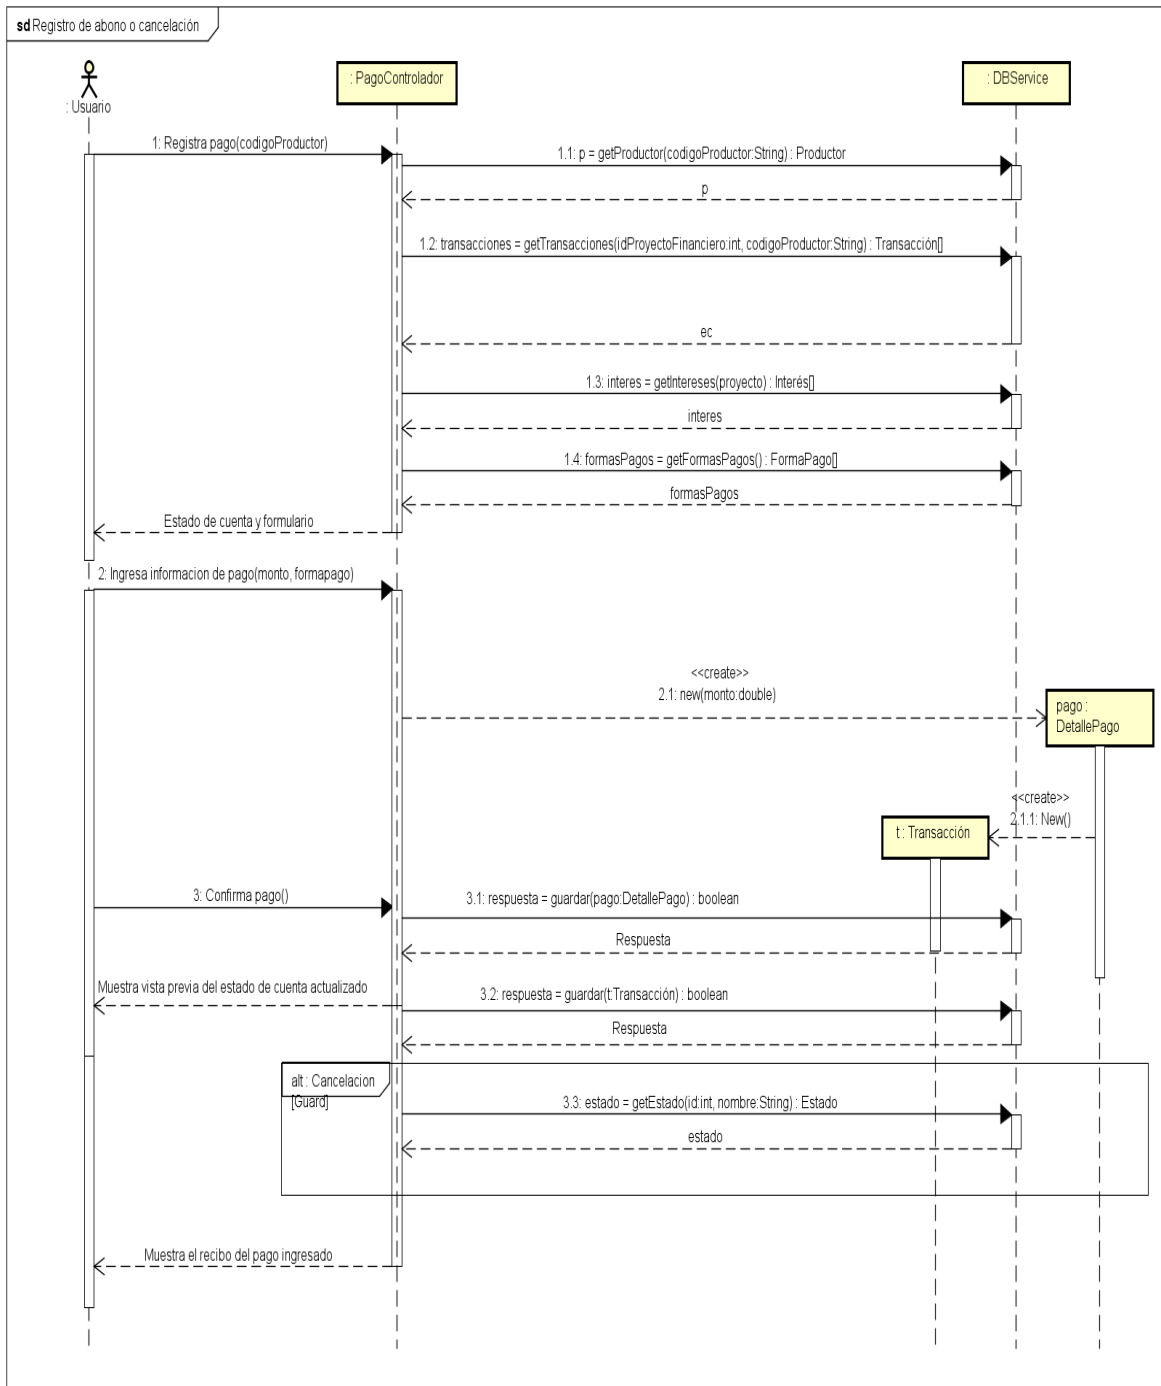 sd Registro de abono o cancelación
: Usuario
: PagoControlador
: DBService
1: Registra pago(codigoProductor)
1.1: p = getProductor(codigoProductor:String) : Productor
p
1.2: transacciones = getTransacciones(idProyectoFinanciero:int, codigoProductor:String) : Transacción[]
ec
1.3: interes = getIntereses(proyecto) : Interés[]
interes
1.4: formasPagos = getFormasPagos() : FormaPago[]
formasPagos
Estado de cuenta y formulario
2: Ingresa informacion de pago(monto, formapago)
<<create>>
2.1: new(monto:double)
pago :
DetallePago
<<create>>
2.1.1: New()
t : Transacción
3: Confirma pago()
3.1: respuesta = guardar(pago:DetallePago) : boolean
Respuesta
Muestra vista previa del estado de cuenta actualizado
3.2: respuesta = guardar(t:Transacción) : boolean
Respuesta
alt : Cancelacion
[Guard]
3.3: estado = getEstado(id:int, nombre:String) : Estado
estado
Muestra el recibo del pago ingresado